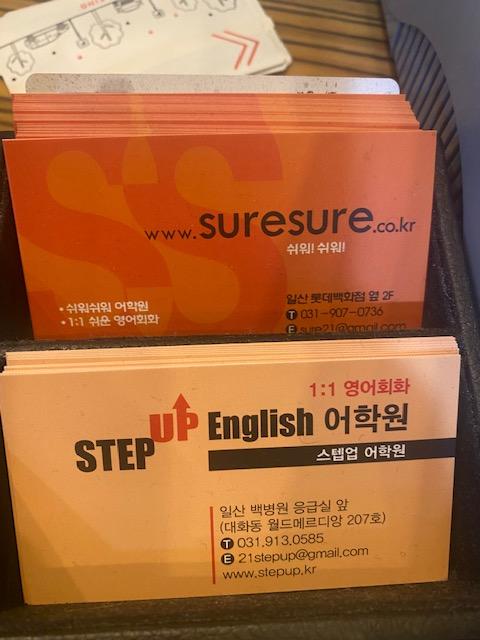 www.suresure.co.kr
쉬워! 쉬워!
• 쉬워쉬워 어학원
• 1:1 쉬운 영어회화
일산 롯데백화점 옆 2F
T 031-907-0736
E sure21@gmail.com
1:1 영어회화
STEP UP English 어학원
스텝업 어학원
일산 백병원 응급실 앞
(대화동 월드메르디앙 207호)
T 031.913.0585
E 21stepup@gmail.com
www.stepup.kr